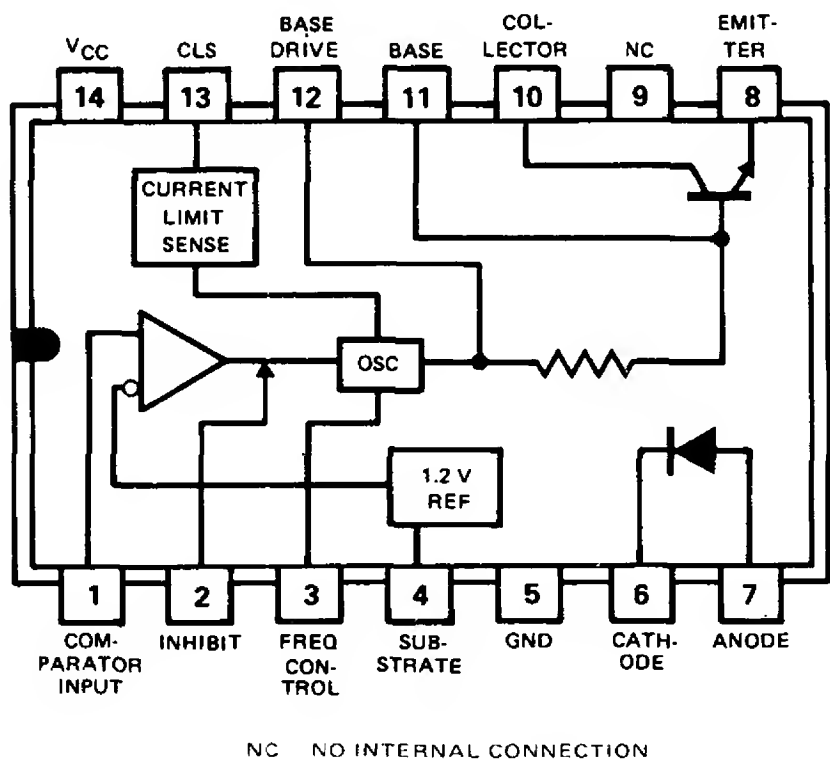 VCC
CLS
BASE
DRIVE
BASE
COL-
LECTOR
NC
EMIT-
TER
14
13
12
11
10
9
8
CURRENT
LIMIT
SENSE
OSC
1.2 V
REF
1
2
3
4
5
6
7
COM-
PARATOR
INPUT
INHIBIT
FREQ
CON-
TROL
SUB-
STRATE
GND
CATH-
ODE
ANODE
NC NO INTERNAL CONNECTION